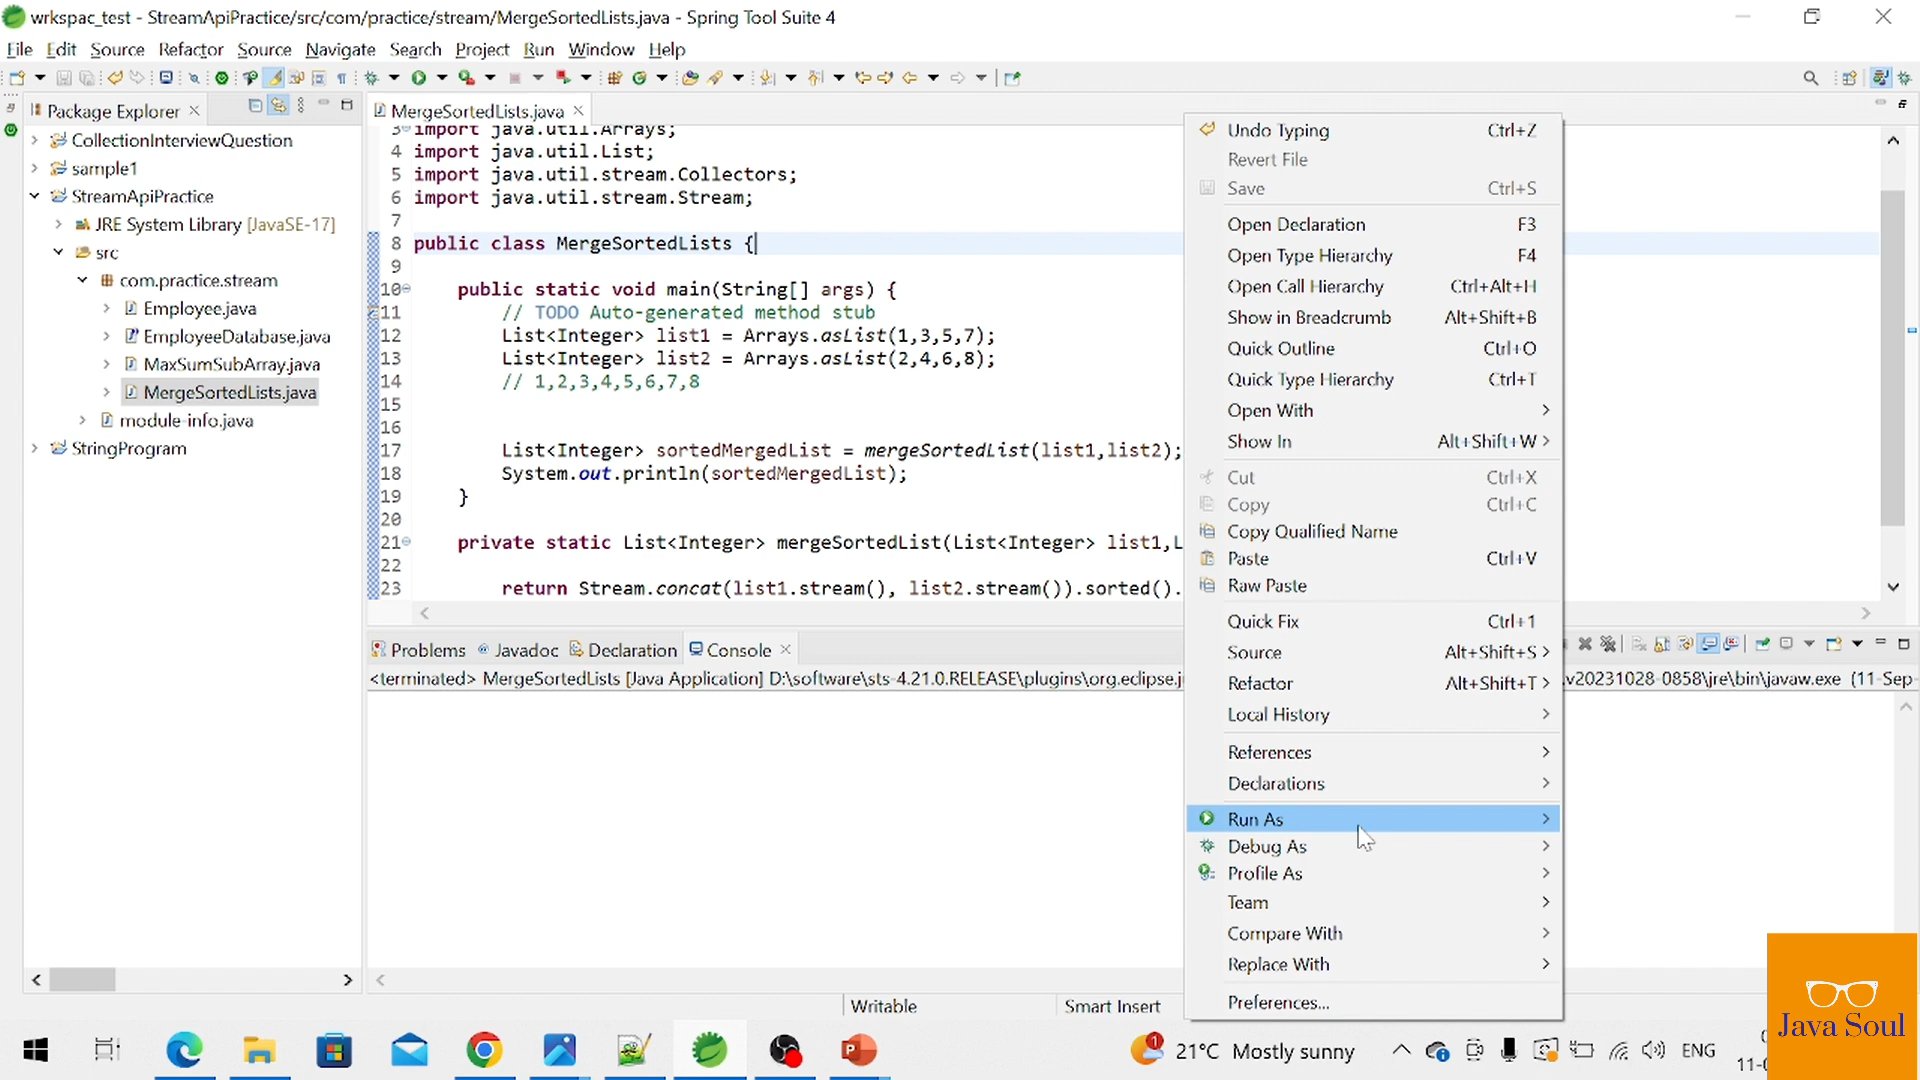 wrkspac_test - StreamApiPractice/src/com/practice/stream/MergeSortedLists.java - Spring Tool Suite 4
File Edit Source Refactor Source Navigate Search Project Run Window Help
Package Explorer
CollectionInterviewQuestion
sample1
StreamApiPractice
JRE System Library [JavaSE-17]
src
com.practice.stream
Employee.java
EmployeeDatabase.java
MaxSumSubArray.java
MergeSortedLists.java
module-info.java
StringProgram
MergeSortedLists.java
3 import java.util.Arrays;
4 import java.util.List;
5 import java.util.stream.Collectors;
6 import java.util.stream.Stream;
7
8 public class MergeSortedLists {
9
10 public static void main(String[] args) {
11 // TODO Auto-generated method stub
12 List<Integer> list1 = Arrays.asList(1,3,5,7);
13 List<Integer> list2 = Arrays.asList(2,4,6,8);
14 // 1,2,3,4,5,6,7,8
15
16
17 List<Integer> sortedMergedList = mergeSortedList(list1,list2);
18 System.out.println(sortedMergedList);
19 }
20
21 private static List<Integer> mergeSortedList(List<Integer> list1,L
22
23 return Stream.concat(list1.stream(), list2.stream()).sorted().
Problems Javadoc Declaration Console
<terminated> MergeSortedLists [Java Application] D:\software\sts-4.21.0.RELEASE\plugins\org.eclipse.j
.v20231028-0858\jre\bin\javaw.exe (11-Sep-
Undo Typing Ctrl+Z
Revert File
Save Ctrl+S
Open Declaration F3
Open Type Hierarchy F4
Open Call Hierarchy Ctrl+Alt+H
Show in Breadcrumb Alt+Shift+B
Quick Outline Ctrl+O
Quick Type Hierarchy Ctrl+T
Open With
Show In Alt+Shift+W
Cut Ctrl+X
Copy Ctrl+C
Copy Qualified Name
Paste Ctrl+V
Raw Paste
Quick Fix Ctrl+1
Source Alt+Shift+S
Refactor Alt+Shift+T
Local History
References
Declarations
Run As
Debug As
Profile As
Team
Compare With
Replace With
Preferences...
Writable Smart Insert
Java Soul
1
21°C Mostly sunny
ENG